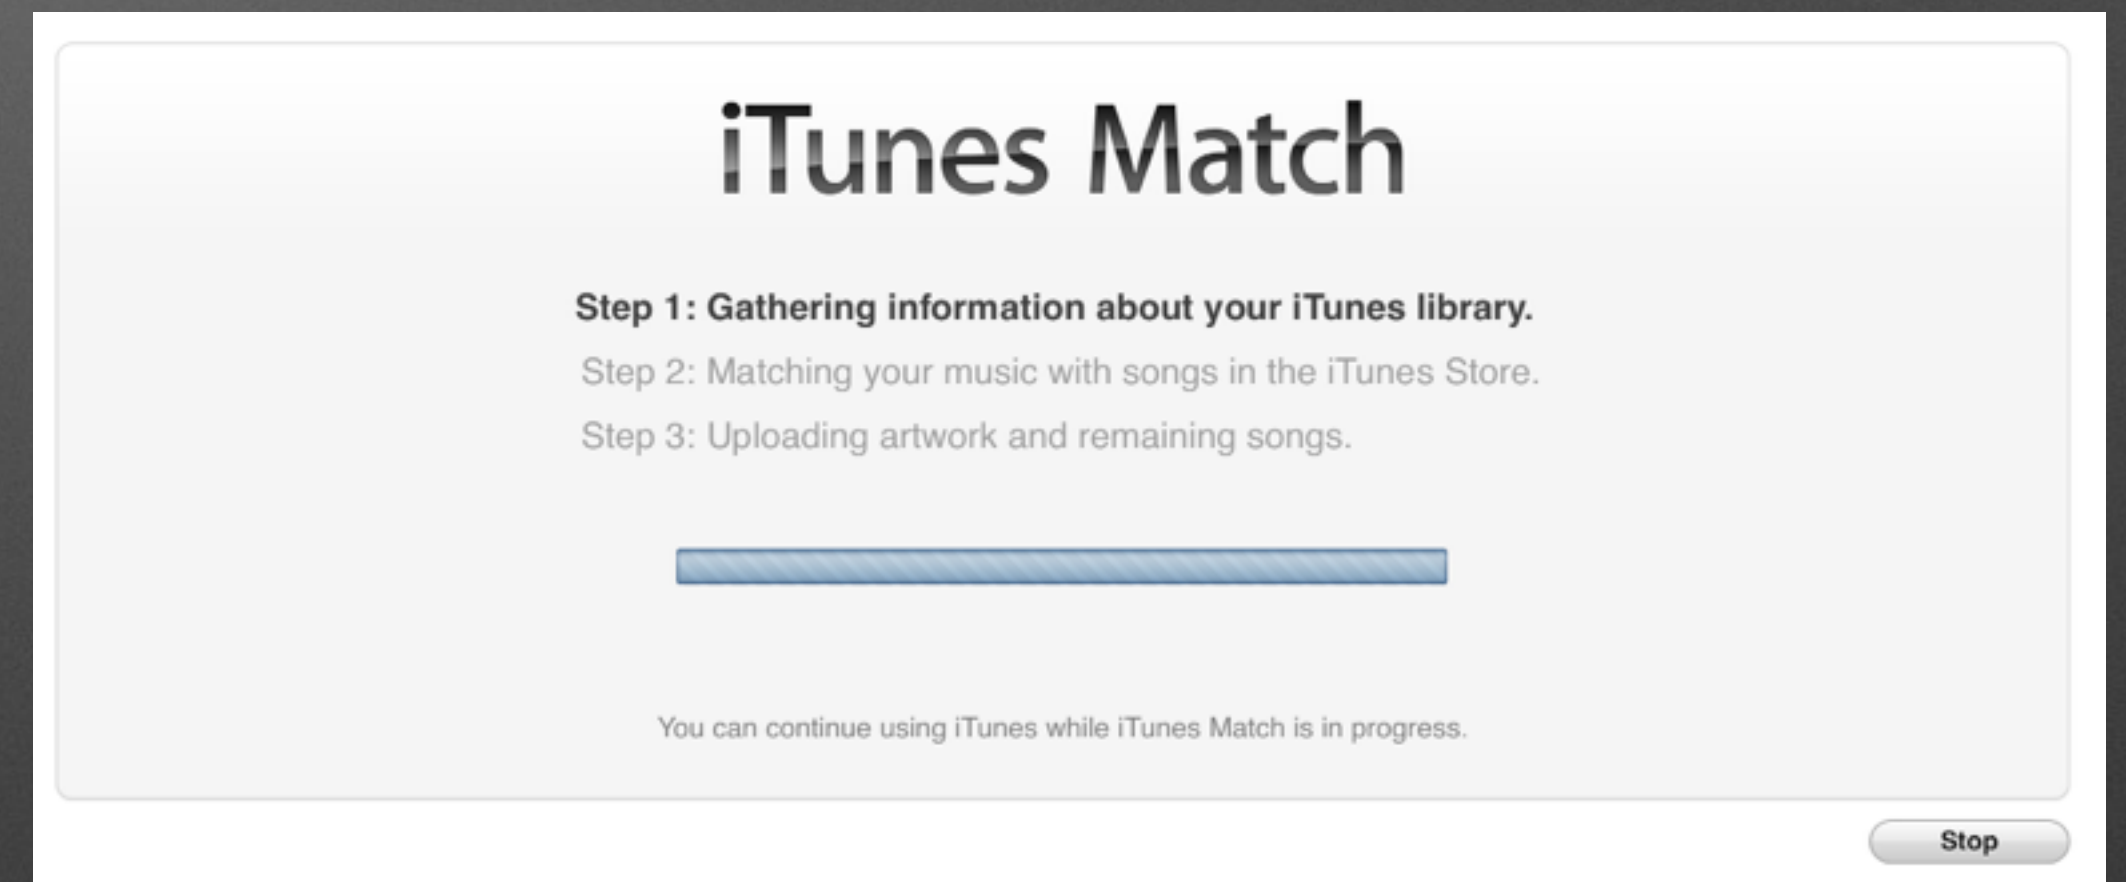 iTunes Match
Step 1: Gathering information about your iTunes library.
Step 2: Matching your music with songs in the iTunes Store.
Step 3: Uploading artwork and remaining songs.
You can continue using iTunes while iTunes Match is in progress.
Stop